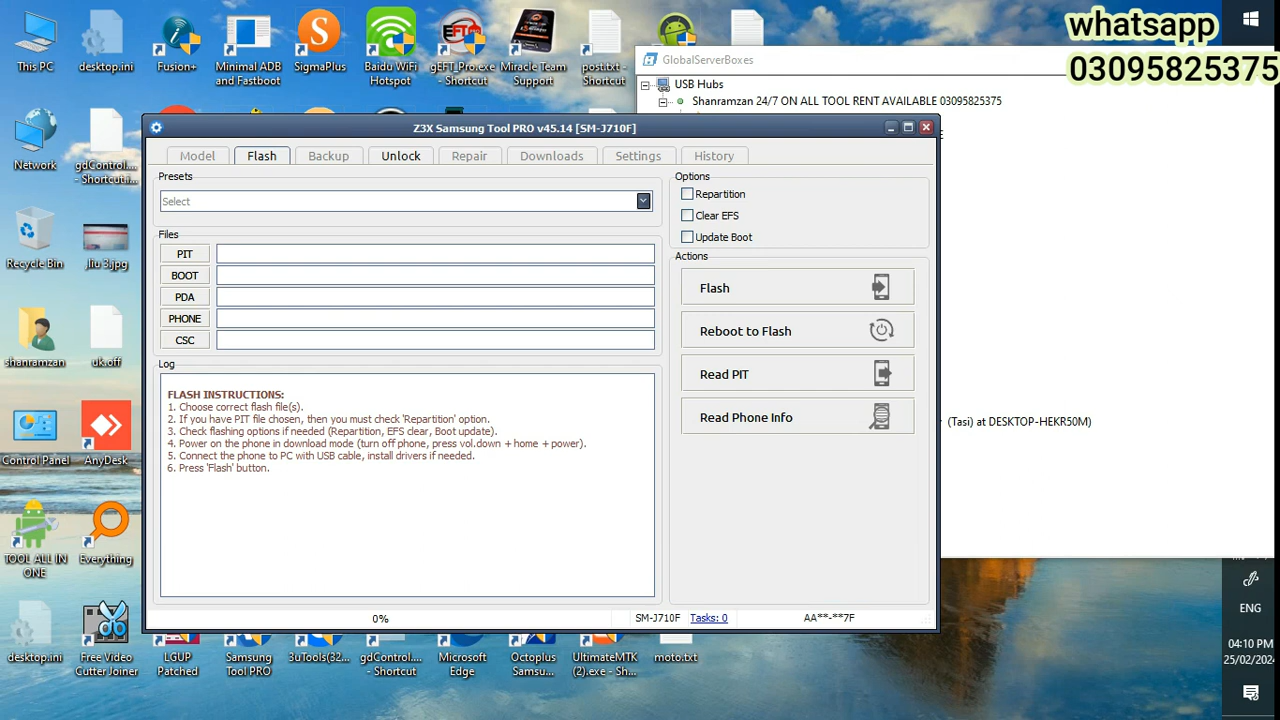 whatsapp
03095825375
This PC
desktop.ini
Fusion+
Minimal ADB
and Fastboot
SigmaPlus
Baidu WiFi
Hotspot
gEFT_Pro.exe
- Shortcut
Miracle Team
Support
post.txt -
Shortcut
GlobalServerBoxes
USB Hubs
Shanramzan 24/7 ON ALL TOOL RENT AVAILABLE 03095825375
Z3X Samsung Tool PRO v45.14 [SM-J710F]
Model
Flash
Backup
Unlock
Repair
Downloads
Settings
History
Presets
Select
Files
PIT
BOOT
PDA
PHONE
CSC
Log
FLASH INSTRUCTIONS:
1. Choose correct flash file(s).
2. If you have PIT file chosen, then you must check 'Repartition' option.
3. Check flashing options if needed (Repartition, EFS clear, Boot update).
4. Power on the phone in download mode (turn off phone, press vol.down + home + power).
5. Connect the phone to PC with USB cable, install drivers if needed.
6. Press 'Flash' button.
Options
Repartition
Clear EFS
Update Boot
Actions
Flash
Reboot to Flash
Read PIT
Read Phone Info
0%
SM-J710F
Tasks: 0
AA**-**7F
(Tasi) at DESKTOP-HEKR50M)
Network
gdControl....
- Shortcut.i...
Recycle Bin
Jliu 3.jpg
shanramzan
uk.off
Control Panel
AnyDesk
TOOL ALL IN
ONE
Everything
desktop.ini
Free Video
Cutter Joiner
LGUP
Patched
Samsung
Tool PRO
3uTools(32...
gdControl....
- Shortcut
Microsoft
Edge
Octoplus
Samsu...
UltimateMTK
(2).exe - Sh...
moto.txt
ENG
04:10 PM
25/02/202